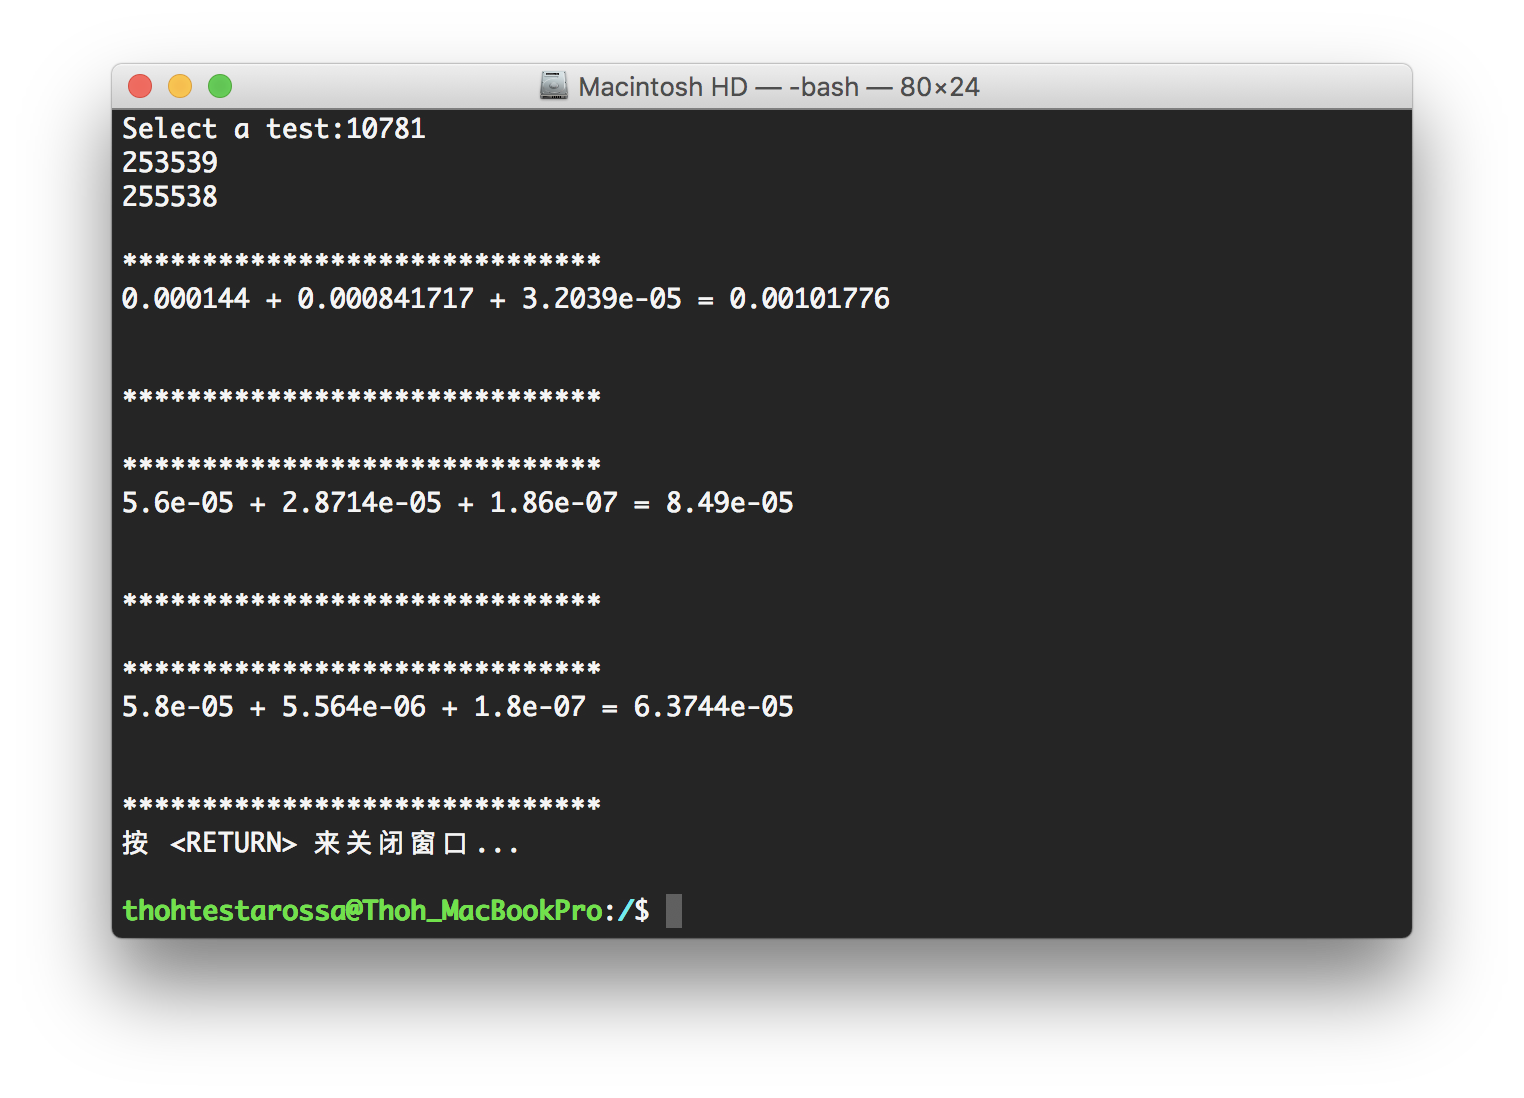 Macintosh HD — -bash — 80×24
Select a test:10781
253539
255538
******************************
0.000144 + 0.000841717 + 3.2039e-05 = 0.00101776
******************************
******************************
5.6e-05 + 2.8714e-05 + 1.86e-07 = 8.49e-05
******************************
******************************
5.8e-05 + 5.564e-06 + 1.8e-07 = 6.3744e-05
******************************
按 <RETURN> 来关闭窗口...
thohtestarossa@Thoh_MacBookPro:/$